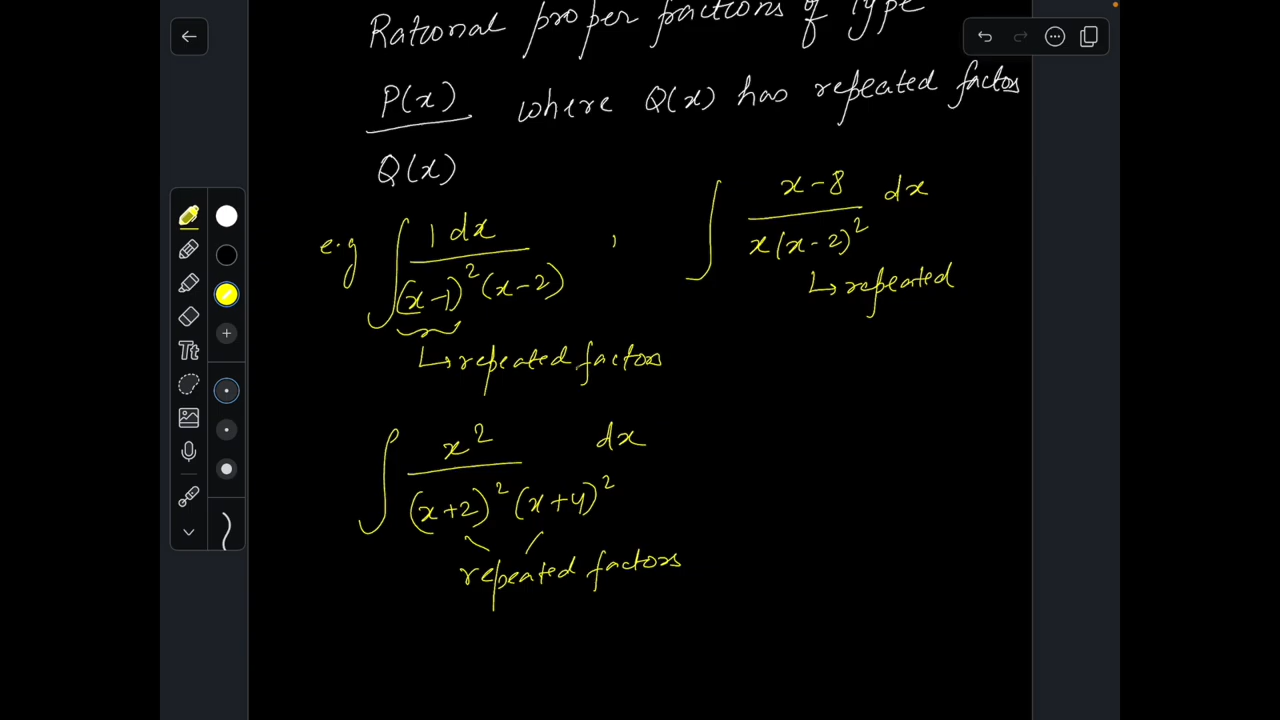 Rational proper fractions of Type
P(x) where Q(x) has repeated factors
Q(x)
e.g ∫ 1 dx / (x-1)² (x-2) , ∫ x-8 / x(x-2)² dx
↳ repeated
↳ repeated factors
∫ x² / (x+2)² (x+4)² dx
repeated factors
Tt